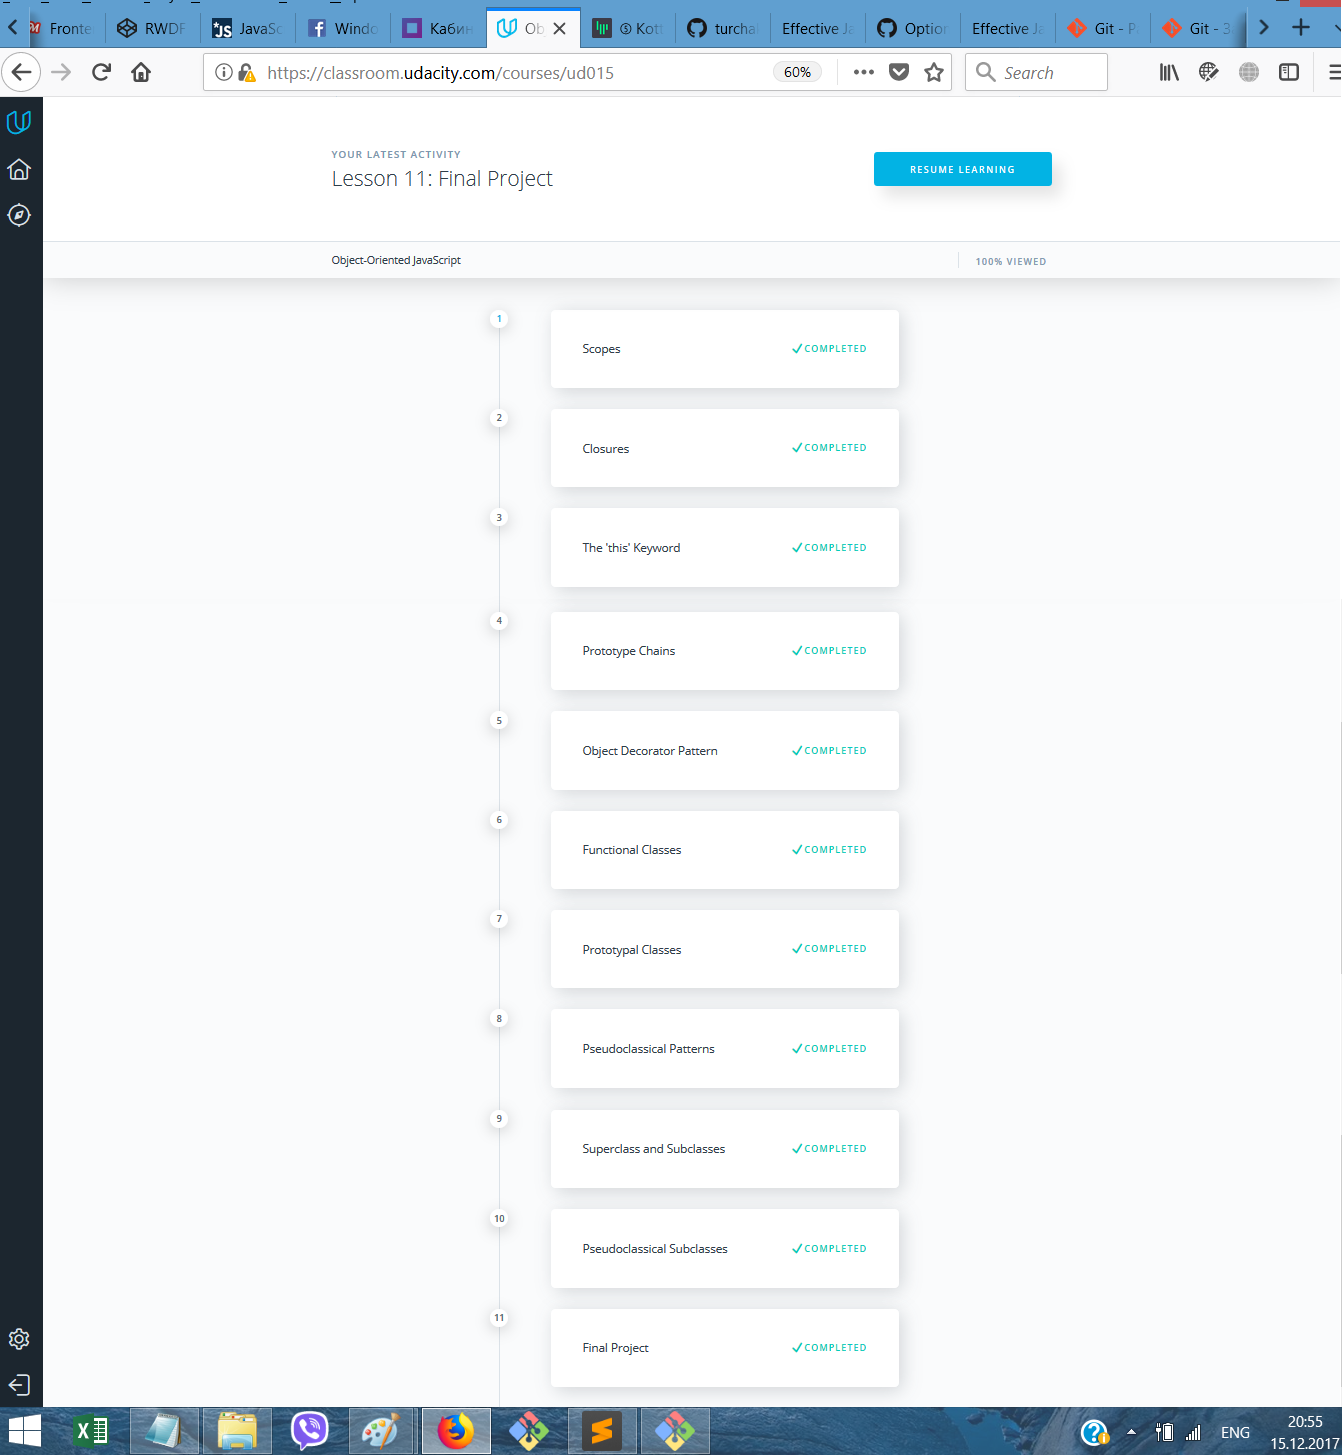 Fronte
RWDF
JavaSc
Windo
Кабин
Ob
Kott
turcha
Effective Ja
Option
Effective Ja
Git - P
Git - З
https://classroom.udacity.com/courses/ud015
60%
Search
YOUR LATEST ACTIVITY
Lesson 11: Final Project
RESUME LEARNING
Object-Oriented JavaScript
100% VIEWED
1
Scopes
COMPLETED
2
Closures
COMPLETED
3
The 'this' Keyword
COMPLETED
4
Prototype Chains
COMPLETED
5
Object Decorator Pattern
COMPLETED
6
Functional Classes
COMPLETED
7
Prototypal Classes
COMPLETED
8
Pseudoclassical Patterns
COMPLETED
9
Superclass and Subclasses
COMPLETED
10
Pseudoclassical Subclasses
COMPLETED
11
Final Project
COMPLETED
ENG
20:55
15.12.2017